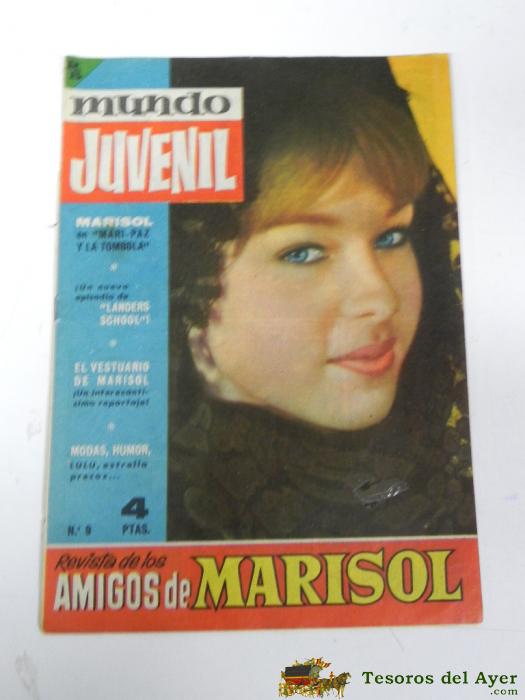 mundo
JUVENIL
MARISOL
en "MARI-PAZ
Y LA TOMBOLA"
¡Un nuevo
episodio de
"LANDERS
SCHOOL"!
EL VESTUARIO
DE MARISOL
¡Un interesantí-
simo reportaje!
MODAS, HUMOR,
LULU, estrella
precoz...
4
N.° 9 PTAS.
Revista de los
AMIGOS de MARISOL
Tesoros del Ayer
.com